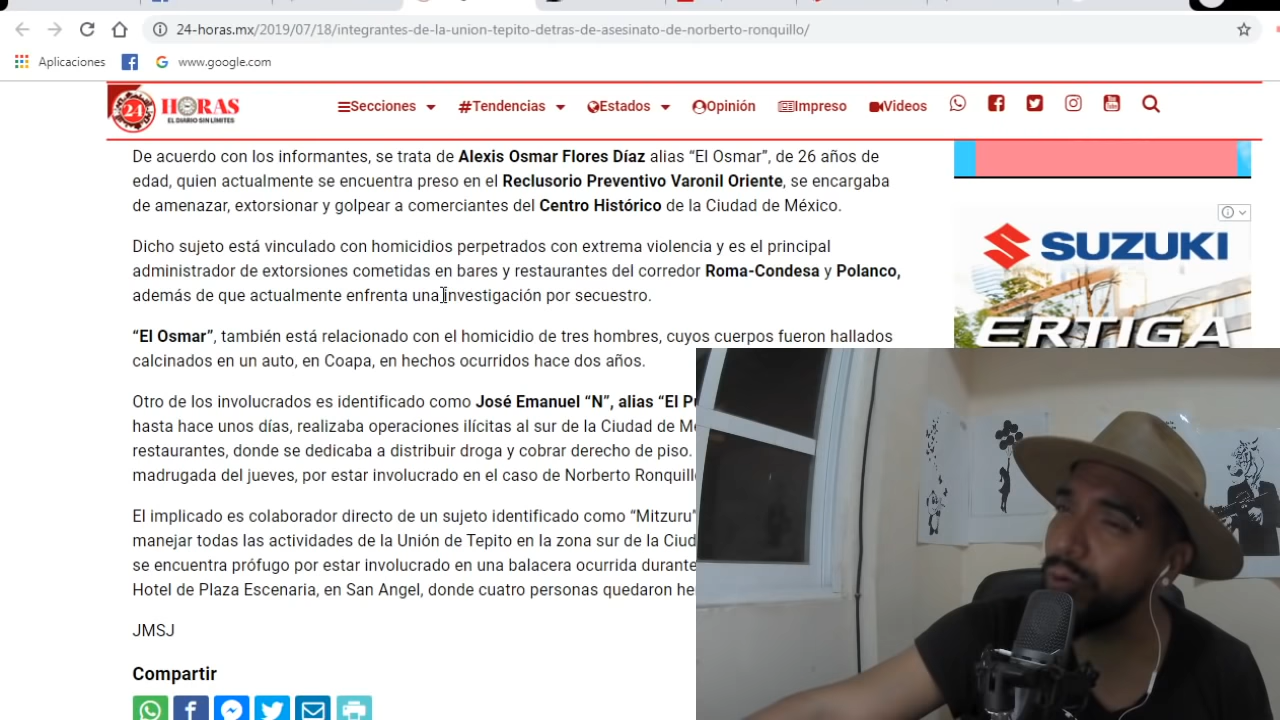 24-horas.mx/2019/07/18/integrantes-de-la-union-tepito-detras-de-asesinato-de-norberto-ronquillo/
Aplicaciones
www.google.com
24 HORAS
EL DIARIO SIN LÍMITES
Secciones
#Tendencias
Estados
Opinión
Impreso
Videos
De acuerdo con los informantes, se trata de Alexis Osmar Flores Díaz alias “El Osmar”, de 26 años de
edad, quien actualmente se encuentra preso en el Reclusorio Preventivo Varonil Oriente, se encargaba
de amenazar, extorsionar y golpear a comerciantes del Centro Histórico de la Ciudad de México.
Dicho sujeto está vinculado con homicidios perpetrados con extrema violencia y es el principal
administrador de extorsiones cometidas en bares y restaurantes del corredor Roma-Condesa y Polanco,
además de que actualmente enfrenta una investigación por secuestro.
“El Osmar”, también está relacionado con el homicidio de tres hombres, cuyos cuerpos fueron hallados
calcinados en un auto, en Coapa, en hechos ocurridos hace dos años.
Otro de los involucrados es identificado como José Emanuel “N”, alias “El
hasta hace unos días, realizaba operaciones ilícitas al sur de la Ciudad de
restaurantes, donde se dedicaba a distribuir droga y cobrar derecho de piso.
madrugada del jueves, por estar involucrado en el caso de Norberto
El implicado es colaborador directo de un sujeto identificado como “Mitzuru”
manejar todas las actividades de la Unión de Tepito en la zona sur de la
se encuentra prófugo por estar involucrado en una balacera ocurrida durante
Hotel de Plaza Escenaria, en San Angel, donde cuatro personas quedaron
JMSJ
Compartir
SUZUKI
ERTIGA